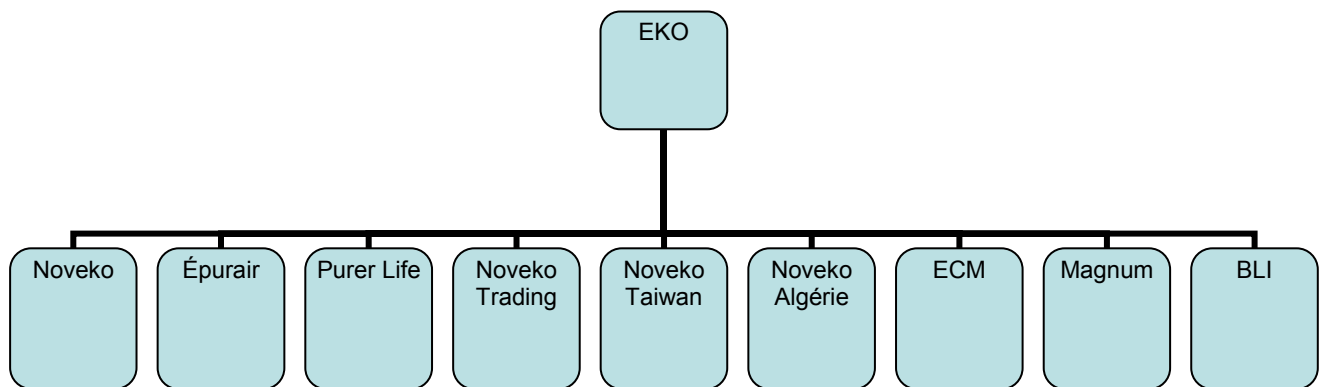 EKO
Noveko
Épurair
Purer Life
Noveko
Trading
Noveko
Taiwan
Noveko
Algérie
ECM
Magnum
BLI